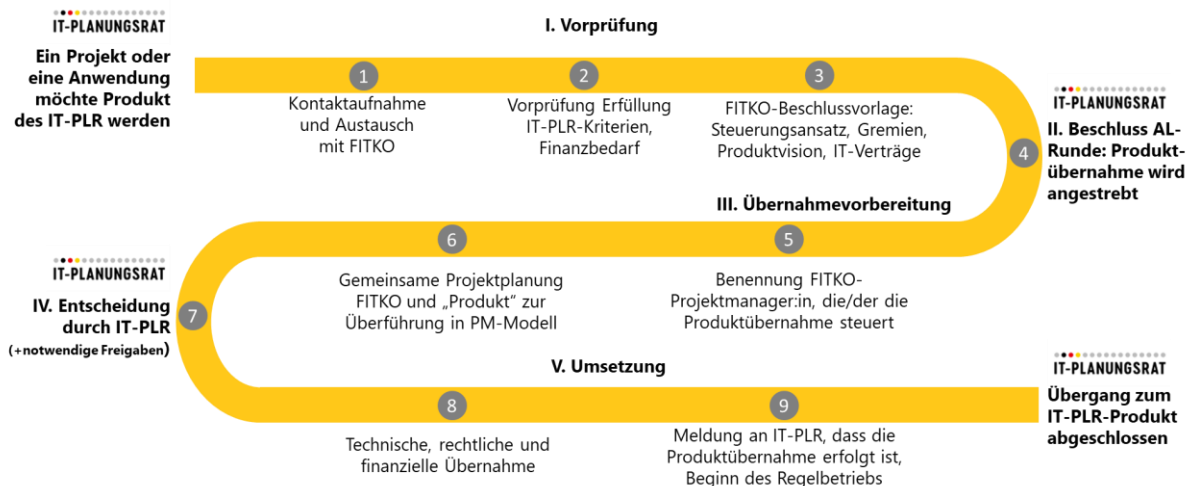 IT-PLANUNGSRAT
Ein Projekt oder
eine Anwendung
möchte Produkt
des IT-PLR werden
I. Vorprüfung
1
Kontaktaufnahme
und Austausch
mit FITKO
2
Vorprüfung Erfüllung
IT-PLR-Kriterien,
Finanzbedarf
3
FITKO-Beschlussvorlage:
Steuerungsansatz, Gremien,
Produktvision, IT-Verträge
4
IT-PLANUNGSRAT
II. Beschluss AL-
Runde: Produkt-
übernahme wird
angestrebt
III. Übernahmevorbereitung
5
Benennung FITKO-
Projektmanager:in, die/der die
Produktübernahme steuert
6
Gemeinsame Projektplanung
FITKO und „Produkt" zur
Überführung in PM-Modell
IT-PLANUNGSRAT
IV. Entscheidung
durch IT-PLR
(+notwendige Freigaben)
7
V. Umsetzung
8
Technische, rechtliche und
finanzielle Übernahme
9
Meldung an IT-PLR, dass die
Produktübernahme erfolgt ist,
Beginn des Regelbetriebs
IT-PLANUNGSRAT
Übergang zum
IT-PLR-Produkt
abgeschlossen